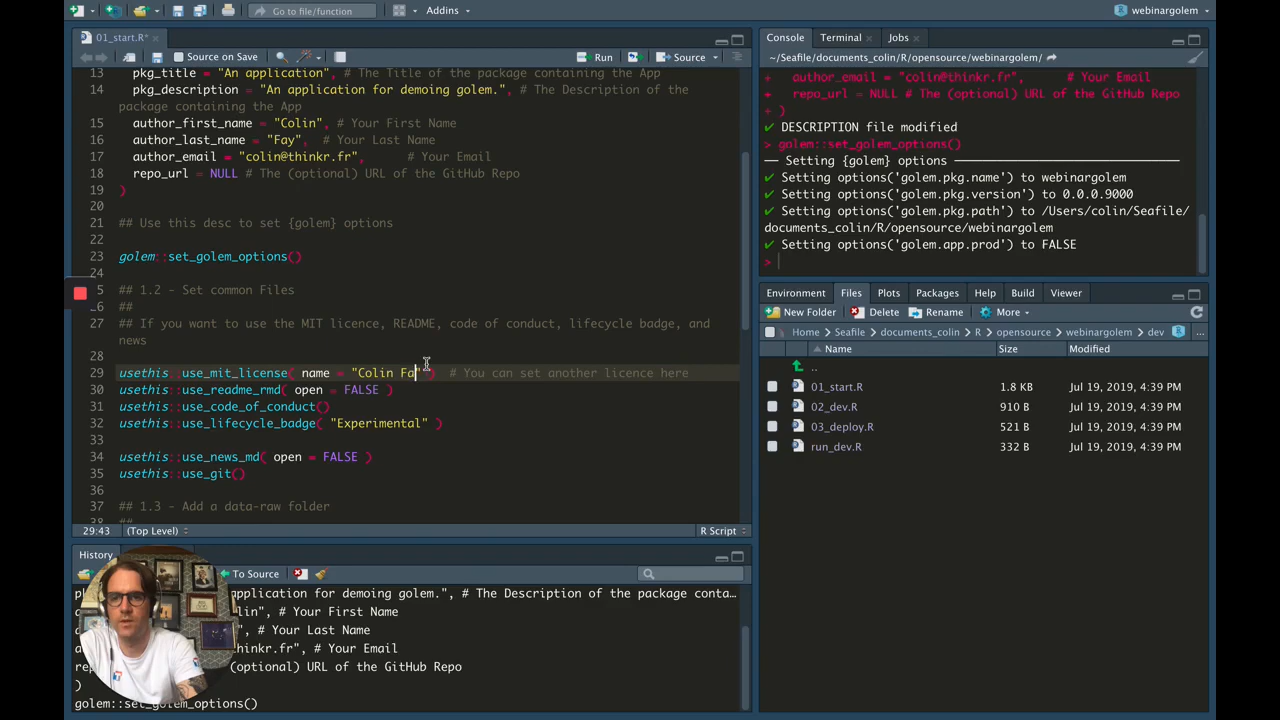 Go to file/function
Addins
webinargolem
01_start.R*
Source on Save
Run
Source
13 pkg_title = "An application", # The Title of the package containing the App
14 pkg_description = "An application for demoing golem.", # The Description of the
package containing the App
15 author_first_name = "Colin", # Your First Name
16 author_last_name = "Fay", # Your Last Name
17 author_email = "colin@thinkr.fr", # Your Email
18 repo_url = NULL # The (optional) URL of the GitHub Repo
19 )
20
21 ## Use this desc to set {golem} options
22
23 golem::set_golem_options()
24
5 ## 1.2 - Set common Files
26 ##
27 ## If you want to use the MIT licence, README, code of conduct, lifecycle badge, and
news
28
29 usethis::use_mit_license( name = "Colin Fa" ) # You can set another licence here
30 usethis::use_readme_rmd( open = FALSE )
31 usethis::use_code_of_conduct()
32 usethis::use_lifecycle_badge( "Experimental" )
33
34 usethis::use_news_md( open = FALSE )
35 usethis::use_git()
36
37 ## 1.3 - Add a data-raw folder
38 ##
29:43 (Top Level) R Script
History
To Source
application for demoing golem.", # The Description of the package conta…
lin", # Your First Name
", # Your Last Name
thinkr.fr", # Your Email
(optional) URL of the GitHub Repo
)
golem::set_golem_options()
Console Terminal Jobs
~/Seafile/documents_colin/R/opensource/webinargolem/
+ author_email = "colin@thinkr.fr", # Your Email
+ repo_url = NULL # The (optional) URL of the GitHub Repo
+ )
✔ DESCRIPTION file modified
> golem::set_golem_options()
── Setting {golem} options ──
✔ Setting options('golem.pkg.name') to webinargolem
✔ Setting options('golem.pkg.version') to 0.0.0.9000
✔ Setting options('golem.pkg.path') to /Users/colin/Seafile/
documents_colin/R/opensource/webinargolem
✔ Setting options('golem.app.prod') to FALSE
>
Environment Files Plots Packages Help Build Viewer
New Folder Delete Rename More
Home Seafile documents_colin R opensource webinargolem dev ...
Name Size Modified
..
01_start.R 1.8 KB Jul 19, 2019, 4:39 PM
02_dev.R 910 B Jul 19, 2019, 4:39 PM
03_deploy.R 521 B Jul 19, 2019, 4:39 PM
run_dev.R 332 B Jul 19, 2019, 4:39 PM